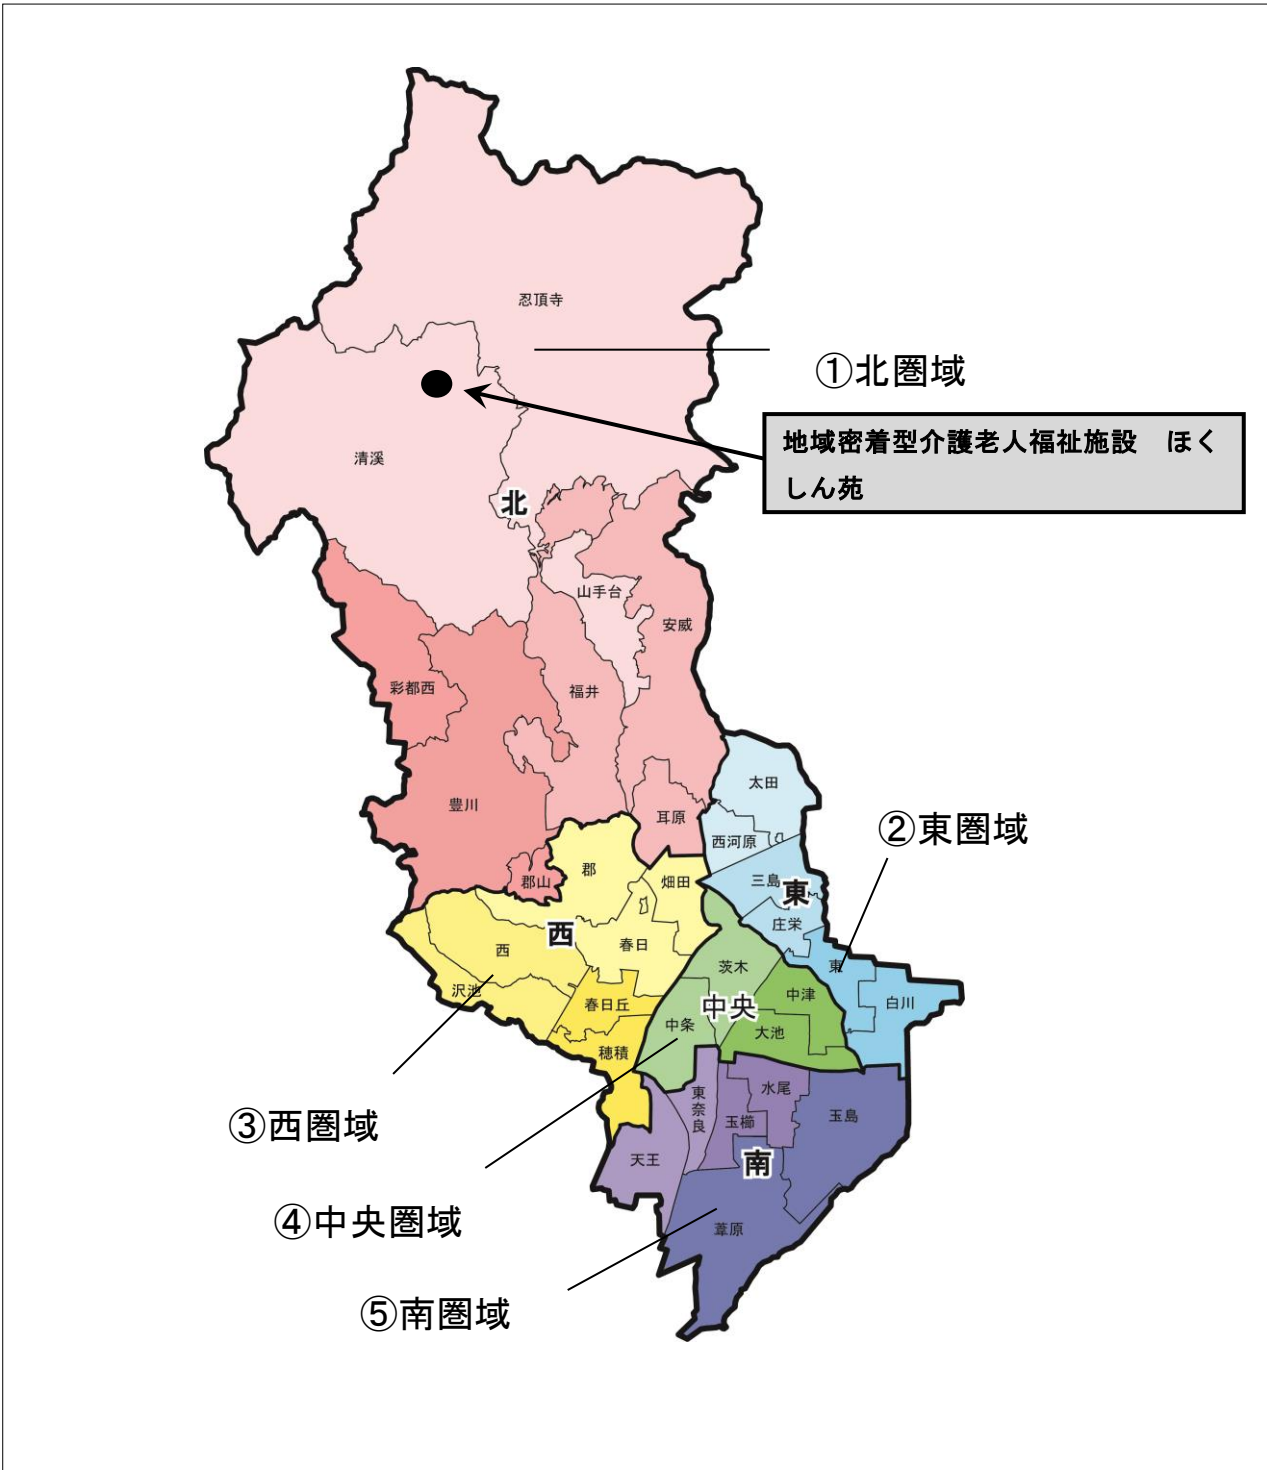 忍頂寺
①北圏域
地域密着型介護老人福祉施設　ほく
しん苑
清溪
北
山手台
安威
彩都西
福井
豊川
耳原
郡山
太田
西河原
②東圏域
三島
東
庄栄
東
白川
郡
畑田
西
西
春日
沢池
春日丘
穂積
茨木
中津
中央
中条
大池
③西圏域
東奈良
水尾
玉櫛
玉島
天王
南
葦原
④中央圏域
⑤南圏域